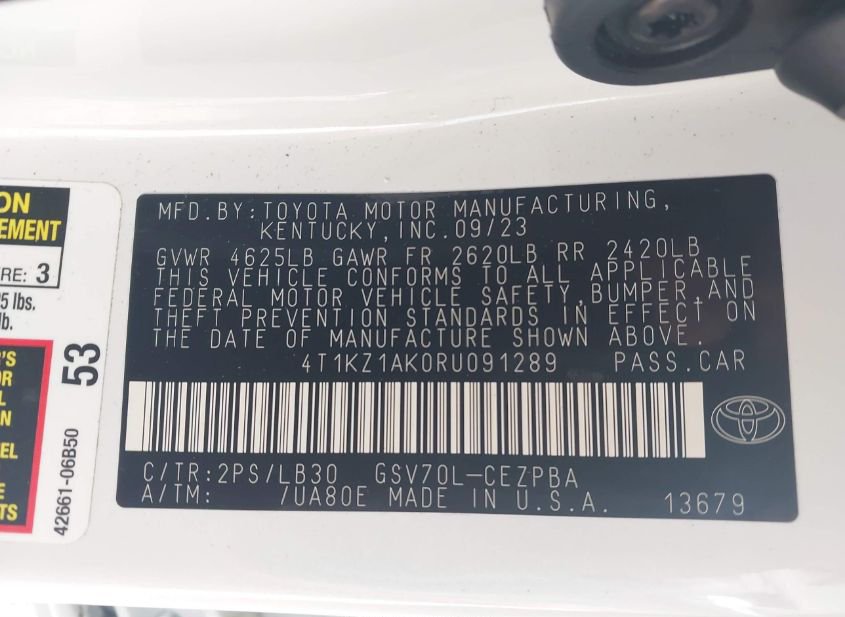 MFD.BY:TOYOTA MOTOR MANUFACTURING,
KENTUCKY,INC.09/23
GVWR 4625LB GAWR FR 2620LB RR 2420LB
THIS VEHICLE CONFORMS TO ALL APPLICABLE
FEDERAL MOTOR VEHICLE SAFETY,BUMPER,AND
THEFT PREVENTION STANDARDS IN EFFECT ON
THE DATE OF MANUFACTURE SHOWN ABOVE.
4T1KZ1AK0RU091289 PASS.CAR
C/TR:2PS/LB30 GSV70L-CEZPBA
A/TM: /UA80E MADE IN U.S.A. 13679
ON
EMENT
RE: 3
5 lbs.
lb.
53
42661-06B50
'S
OR
L
ON
EL
E
TS